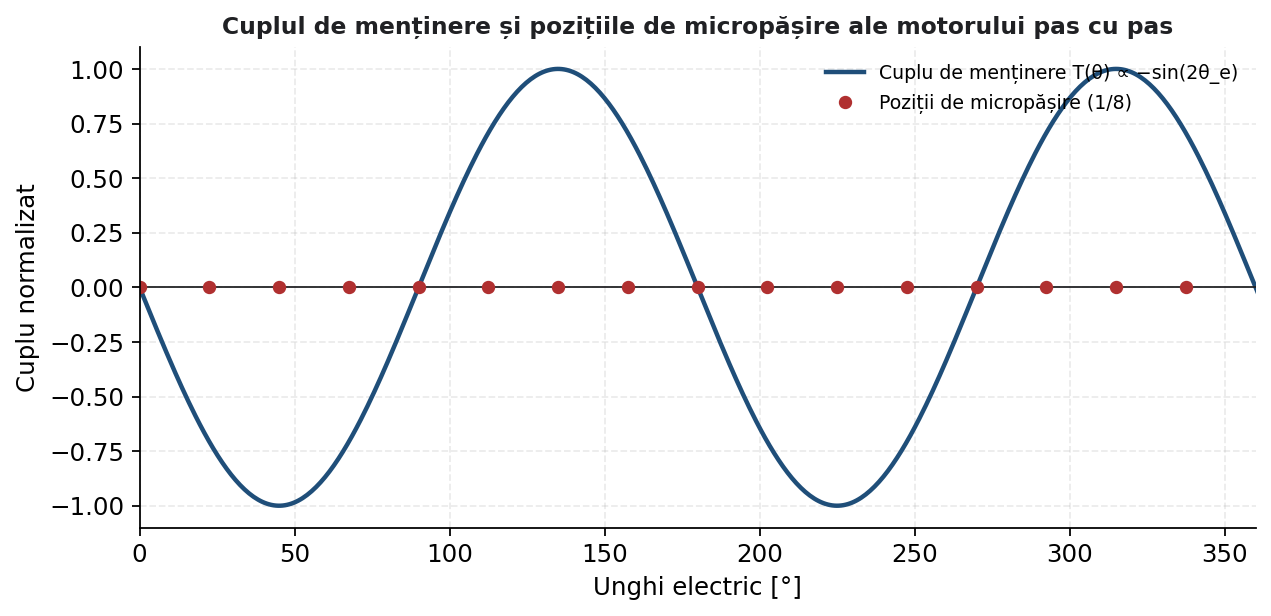 Cuplul de menținere și pozițiile de micropășire ale motorului pas cu pas
Cuplu de menținere T(θ) ∝ −sin(2θ_e)
Poziții de micropășire (1/8)
Cuplu normalizat
1.00
0.75
0.50
0.25
0.00
−0.25
−0.50
−0.75
−1.00
0 50 100 150 200 250 300 350
Unghi electric [°]